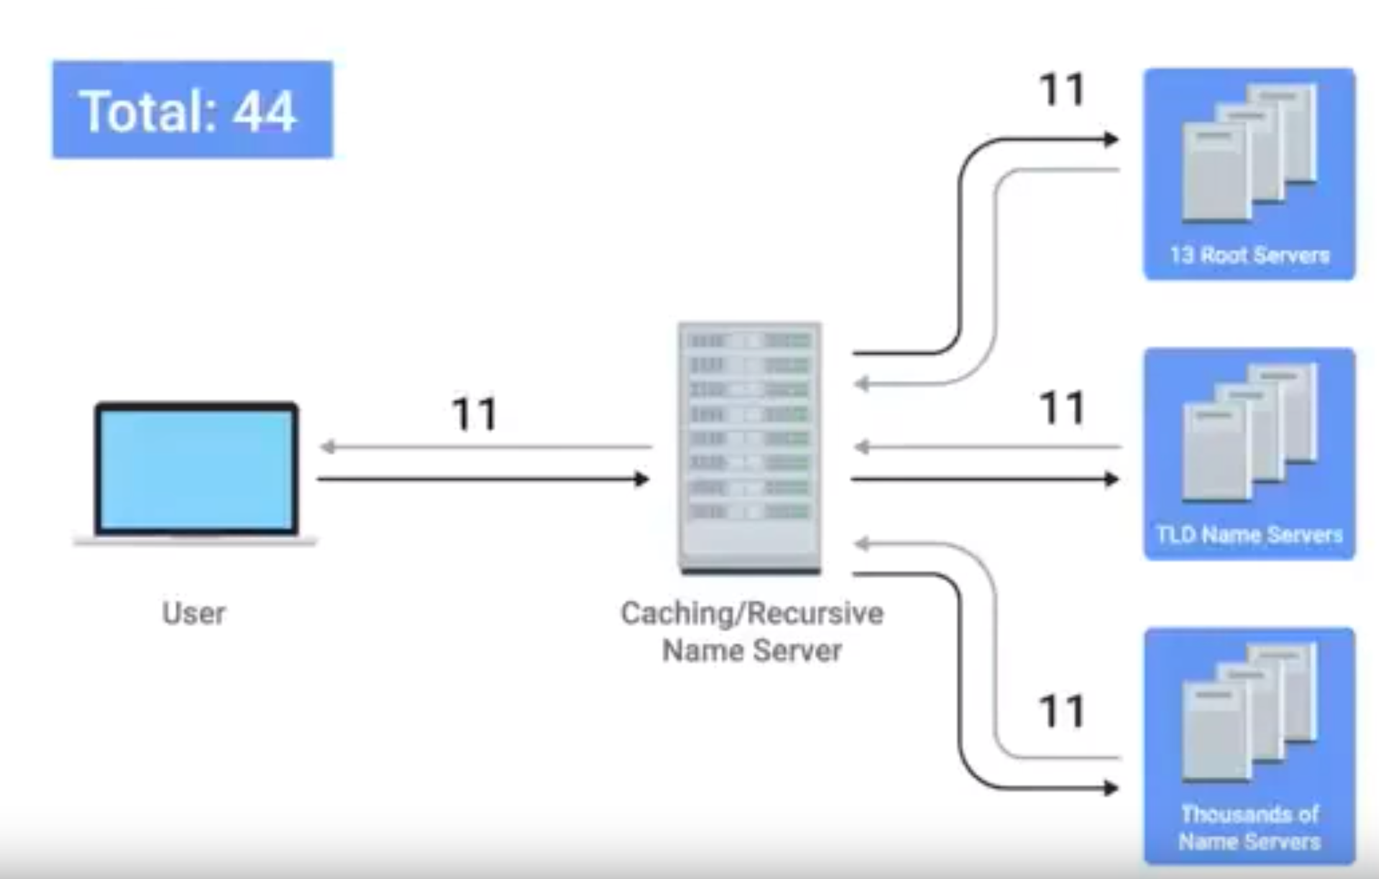 Total: 44
11
13 Root Servers
11
11
TLD Name Servers
User
Caching/Recursive
Name Server
11
Thousands of
Name Servers